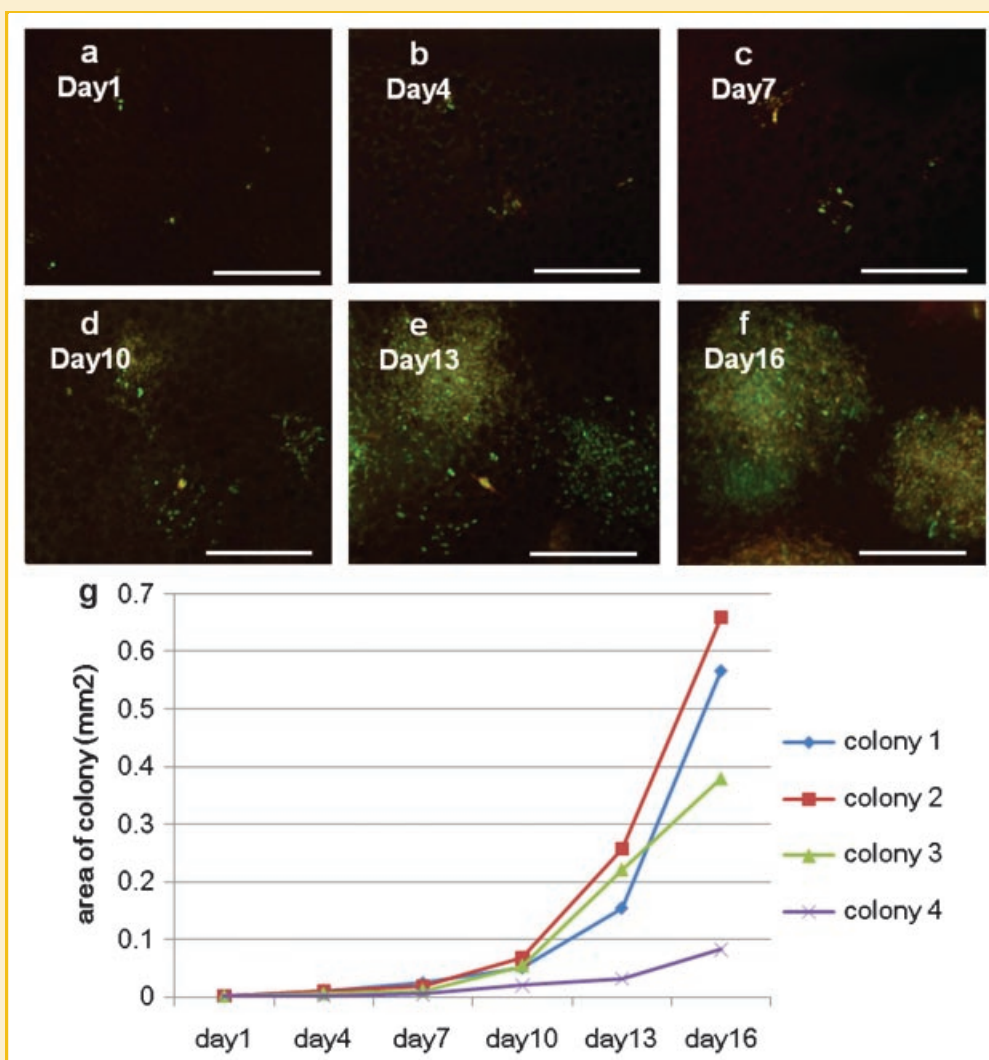 a
Day1
b
Day4
c
Day7
d
Day10
e
Day13
f
Day16
g
0.7
0.6
0.5
0.4
0.3
0.2
0.1
0
area of colony (mm2)
day1 day4 day7 day10 day13 day16
colony 1
colony 2
colony 3
colony 4